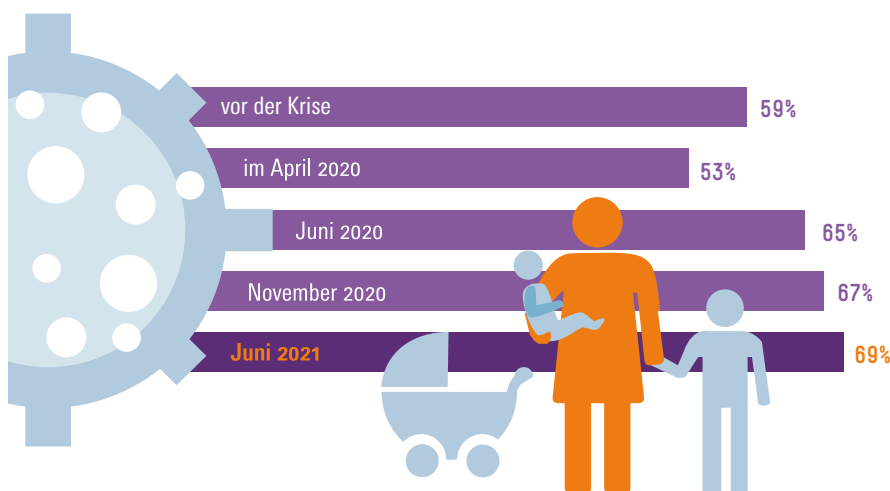 vor der Krise 59%
im April 2020 53%
Juni 2020 65%
November 2020 67%
Juni 2021 69%